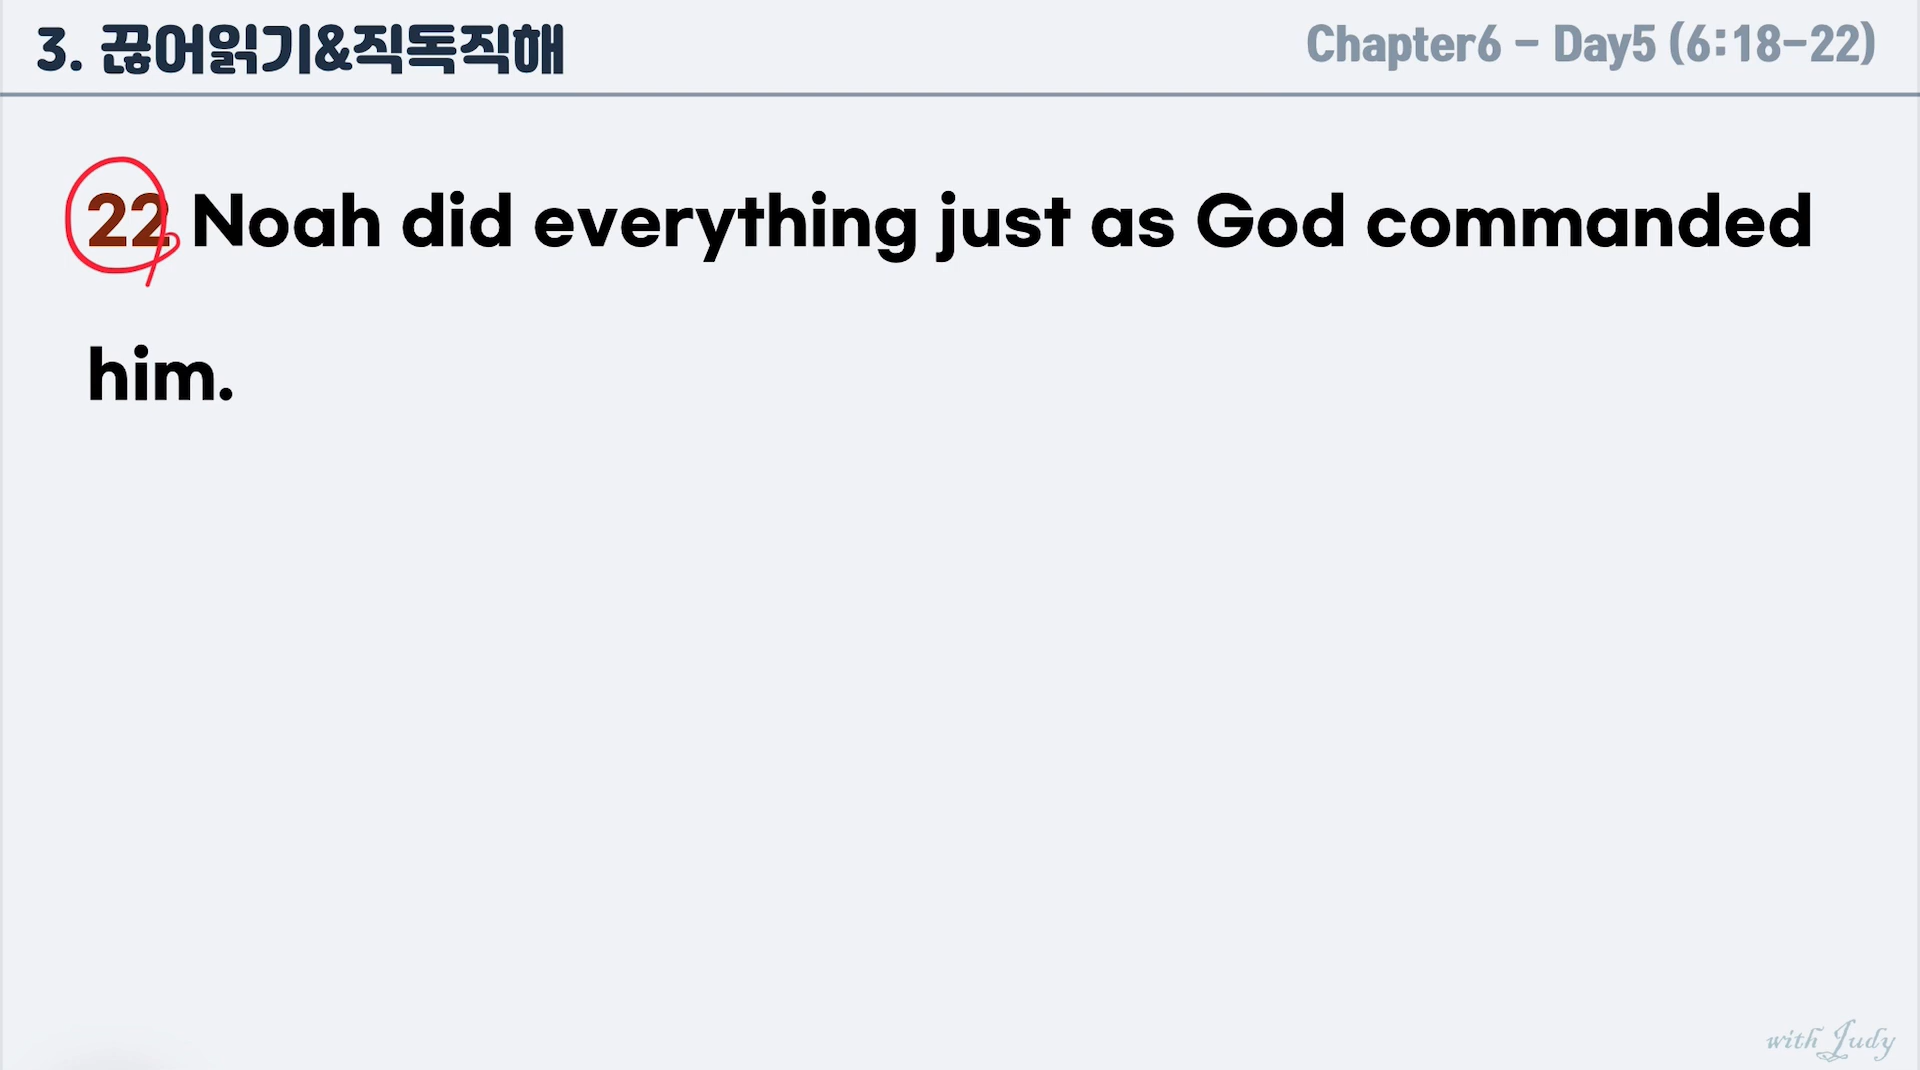 3. 끊어읽기&직독직해
Chapter6 - Day5 (6:18-22)
22 Noah did everything just as God commanded
him.
with Judy